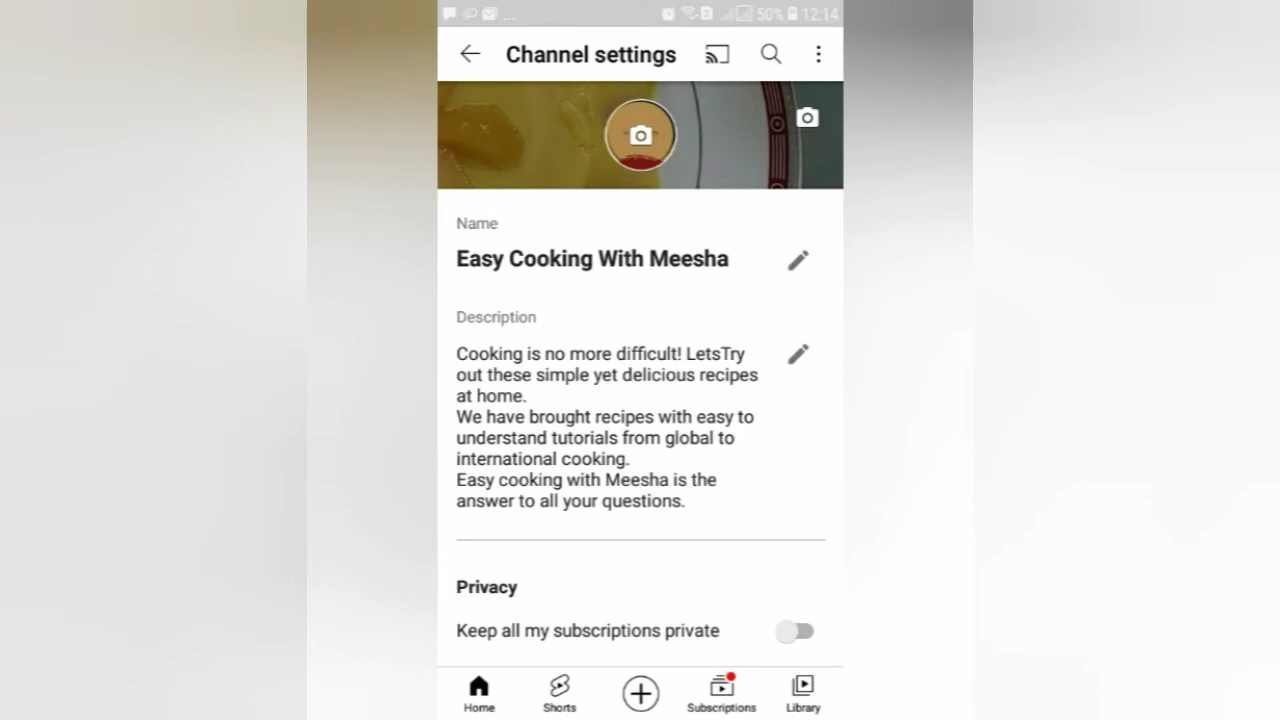 ... 50% 12:14
Channel settings
Name
Easy Cooking With Meesha
Description
Cooking is no more difficult! LetsTry
out these simple yet delicious recipes
at home.
We have brought recipes with easy to
understand tutorials from global to
international cooking.
Easy cooking with Meesha is the
answer to all your questions.
Privacy
Keep all my subscriptions private
Home Shorts Subscriptions Library